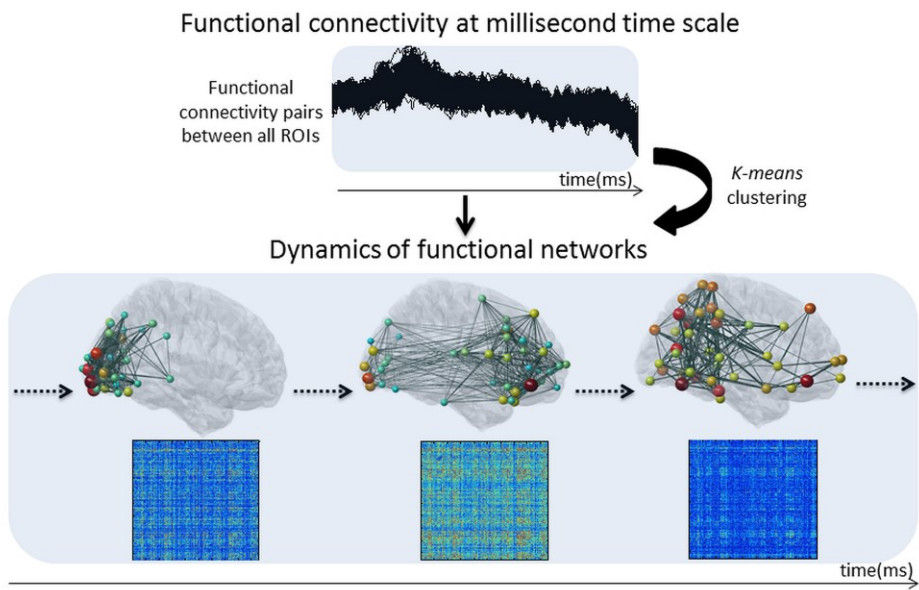 Functional connectivity at millisecond time scale
Functional
connectivity pairs
between all ROIs
time(ms)
K-means
clustering
Dynamics of functional networks
time(ms)